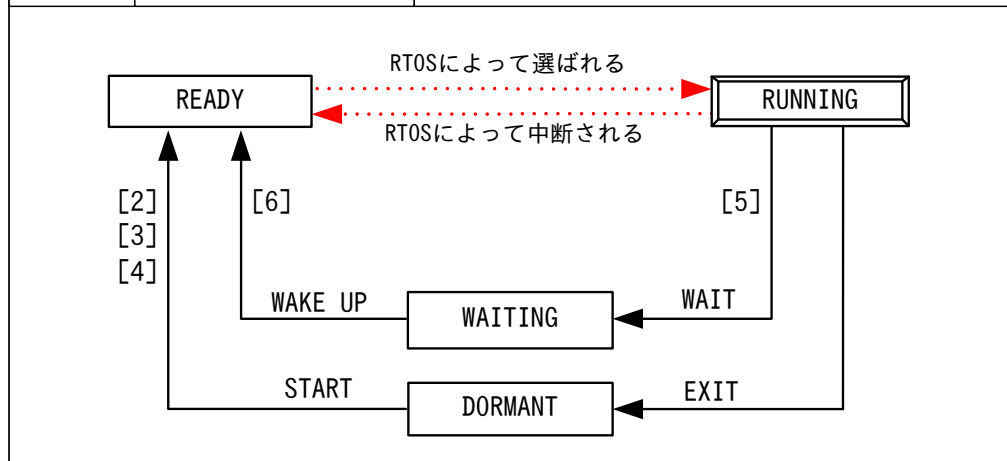 RTOSによって選ばれる
READY
RUNNING
RTOSによって中断される
[2]
[6]
[5]
[3]
[4]
WAKE UP
WAITING
WAIT
START
DORMANT
EXIT